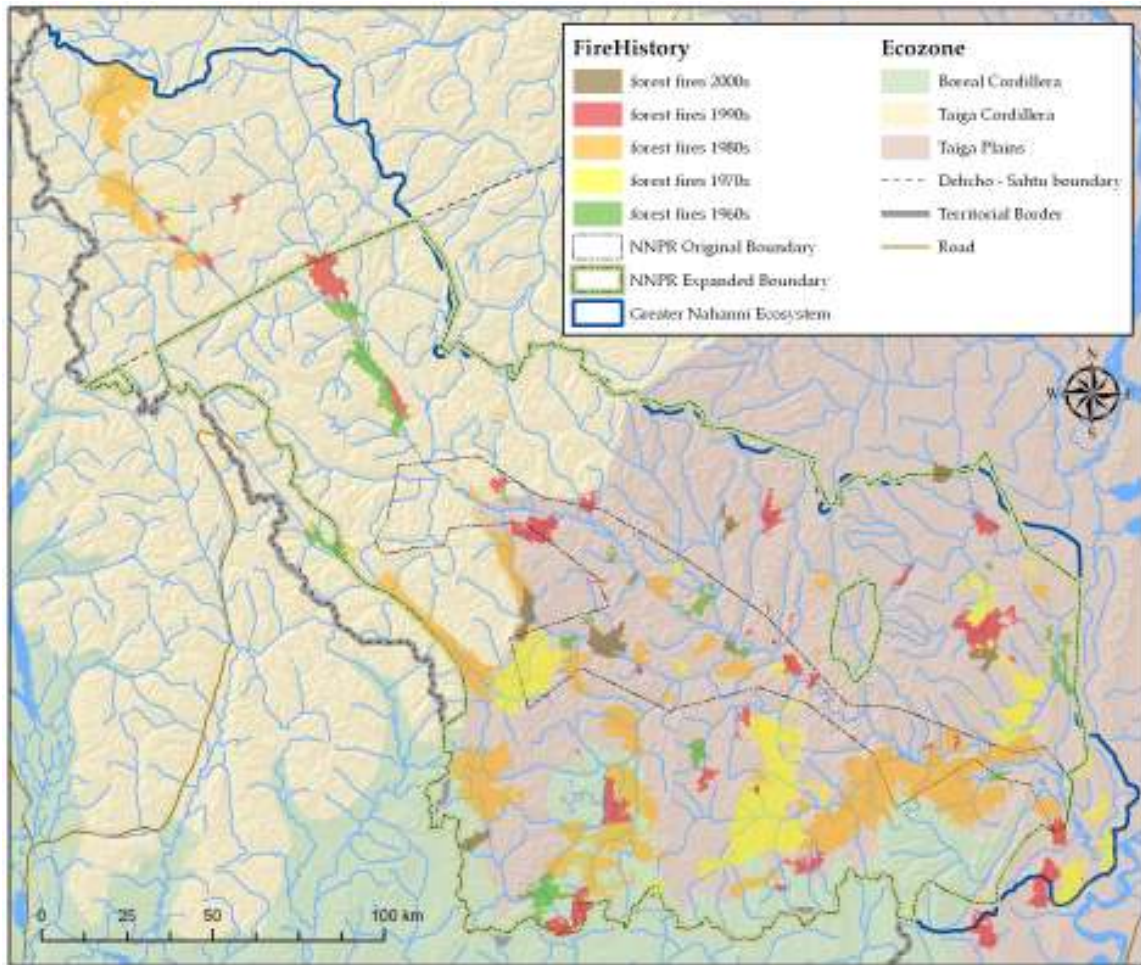 FireHistory
forest fires 2000s
forest fires 1990s
forest fires 1980s
forest fires 1970s
forest fires 1960s
NNPR Original Boundary
NNPR Expanded Boundary
Greater Nahanni Ecosystem
Ecozone
Boreal Cordillera
Taiga Cordillera
Taiga Plains
Dehcho - Sahtu boundary
Territorial Border
Road
N
W E
S
0 25 50 100 km